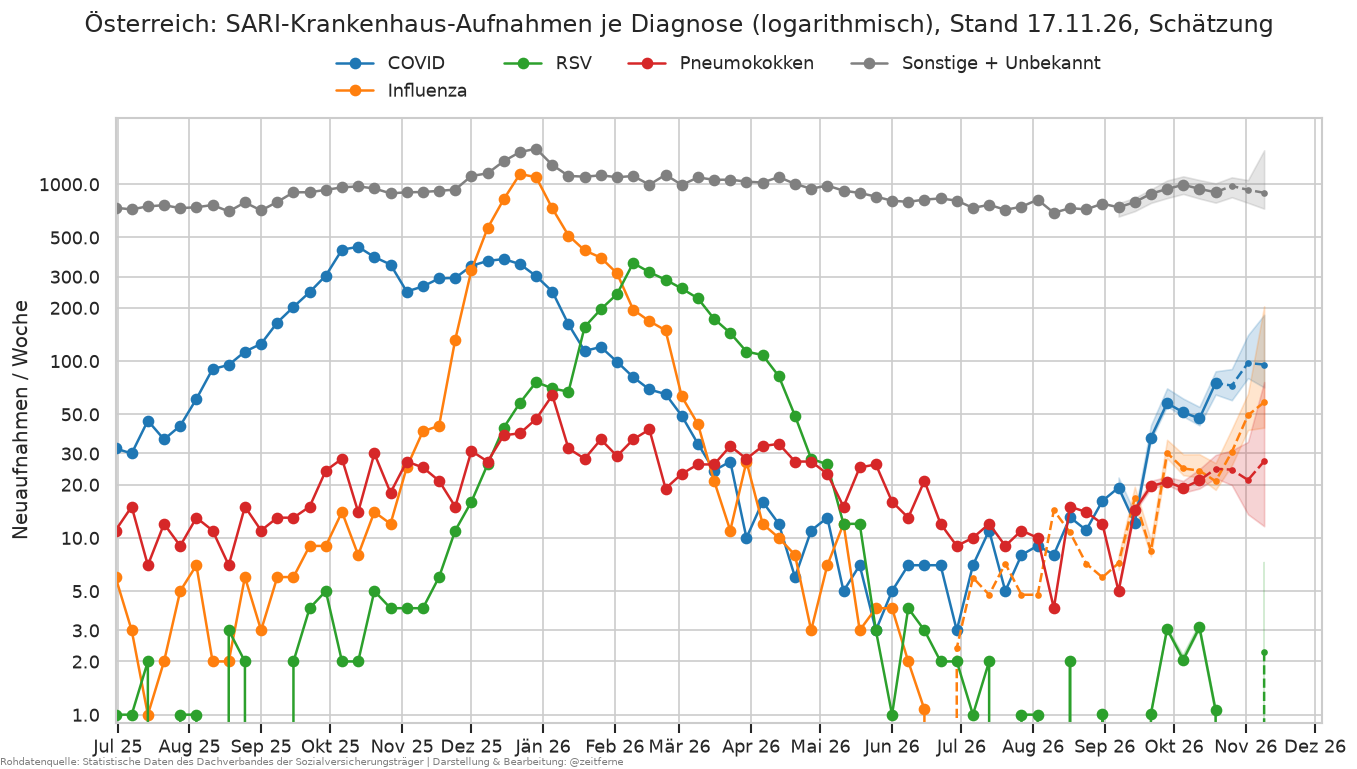 Österreich: SARI-Krankenhaus-Aufnahmen je Diagnose (logarithmisch), Stand 17.11.26, Schätzung
COVID
RSV
Pneumokokken
Sonstige + Unbekannt
Influenza
Neuaufnahmen / Woche
1000.0
500.0
300.0
200.0
100.0
50.0
30.0
20.0
10.0
5.0
3.0
2.0
1.0
Jul 25
Aug 25
Sep 25
Okt 25
Nov 25
Dez 25
Jän 26
Feb 26
Mär 26
Apr 26
Mai 26
Jun 26
Jul 26
Aug 26
Sep 26
Okt 26
Nov 26
Dez 26
Rohdatenquelle: Statistische Daten des Dachverbandes der Sozialversicherungsträger | Darstellung & Bearbeitung: @zeitferne